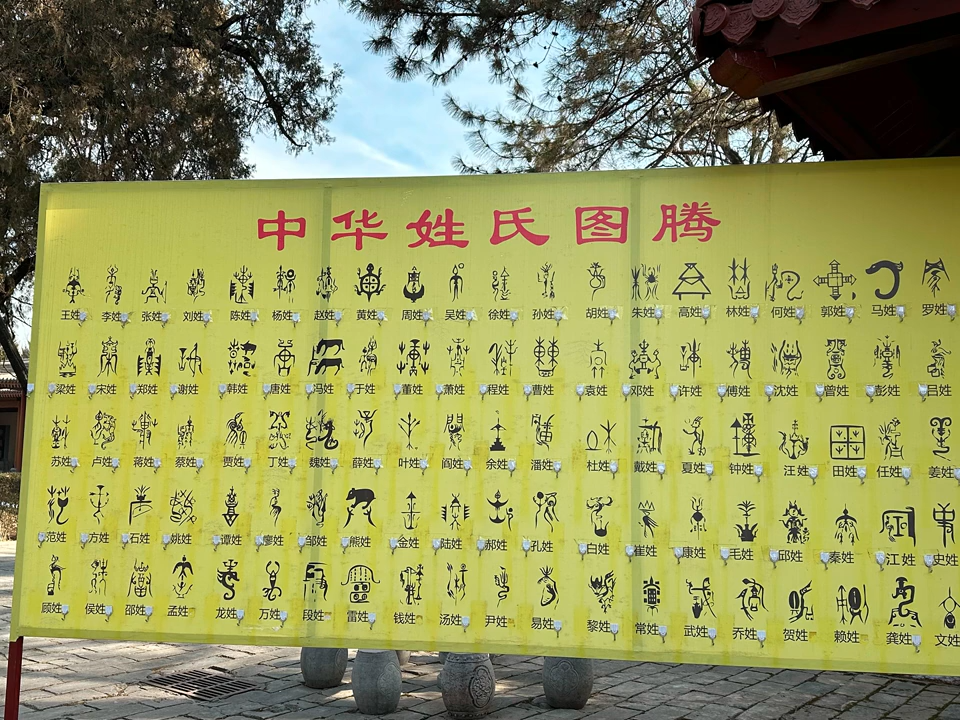 中华姓氏图腾
王姓 李姓 张姓 刘姓 陈姓 杨姓 赵姓 黄姓 周姓 吴姓 徐姓 孙姓 胡姓 朱姓 高姓 林姓 何姓 郭姓 马姓 罗姓
梁姓 宋姓 郑姓 谢姓 韩姓 唐姓 冯姓 于姓 董姓 萧姓 程姓 曹姓 袁姓 邓姓 许姓 傅姓 沈姓 曾姓 彭姓 吕姓
苏姓 卢姓 蒋姓 蔡姓 贾姓 丁姓 魏姓 薛姓 叶姓 阎姓 余姓 潘姓 杜姓 戴姓 夏姓 钟姓 汪姓 田姓 任姓 姜姓
范姓 方姓 石姓 姚姓 谭姓 廖姓 邹姓 熊姓 金姓 陆姓 郝姓 孔姓 白姓 崔姓 康姓 毛姓 邱姓 秦姓 江姓 史姓
顾姓 侯姓 邵姓 孟姓 龙姓 万姓 段姓 雷姓 钱姓 汤姓 尹姓 易姓 黎姓 常姓 武姓 乔姓 贺姓 赖姓 龚姓 文姓